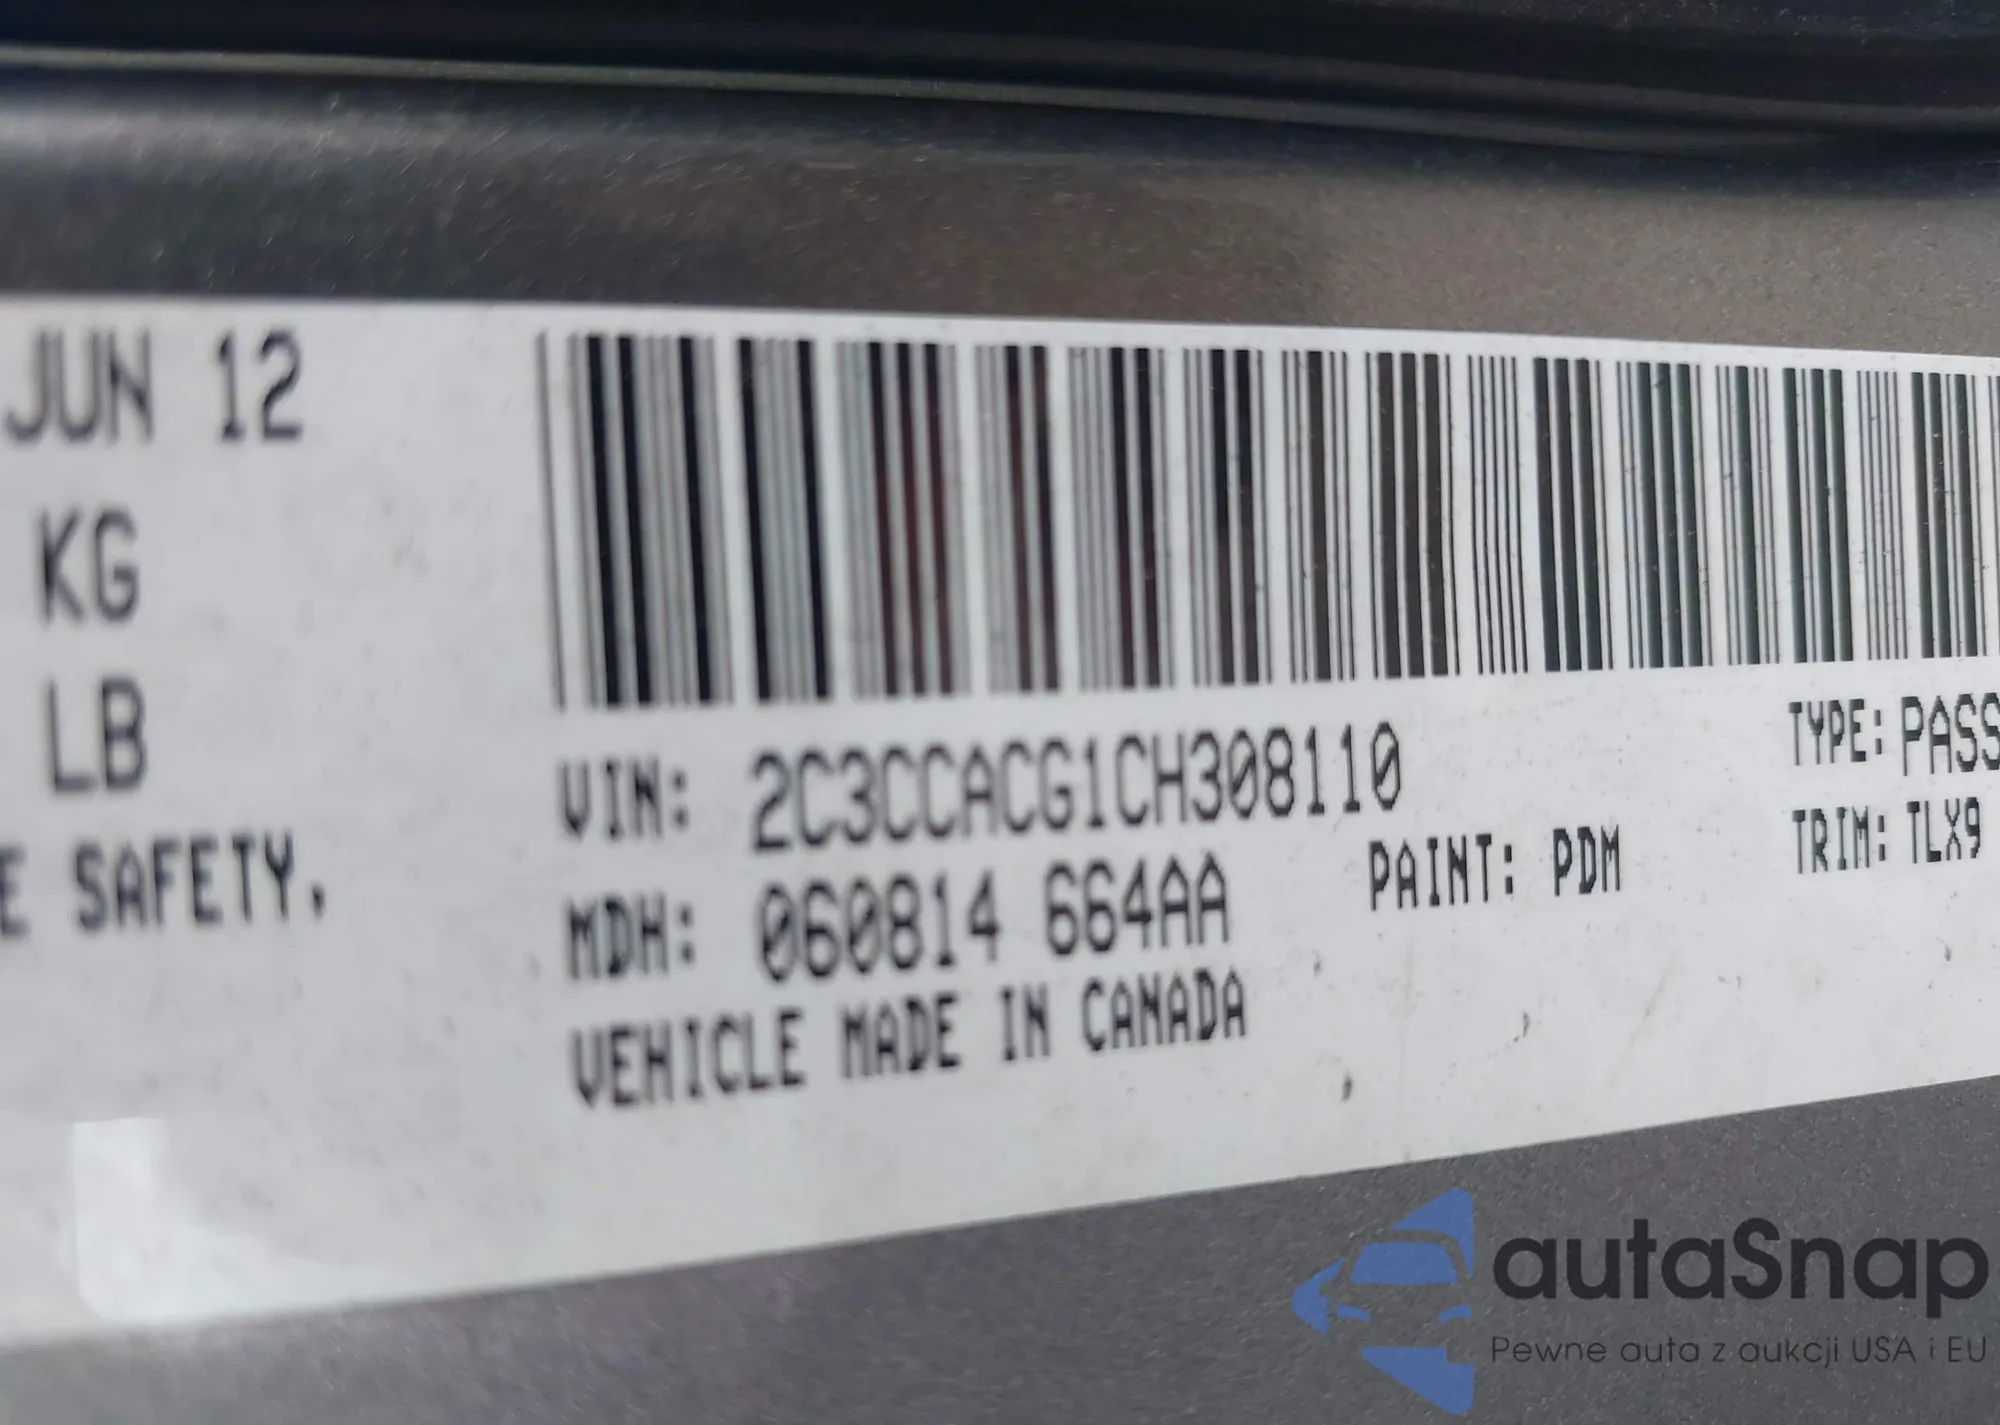 JUN 12
KG
LB
E SAFETY.
VIN: 2C3CCACG1CH308110
TYPE: PASS
MDH: 060814 664AA
PAINT: PDM
TRIM: TLX9
VEHICLE MADE IN CANADA
autaSnap
Pewne auta z aukcji USA i EU